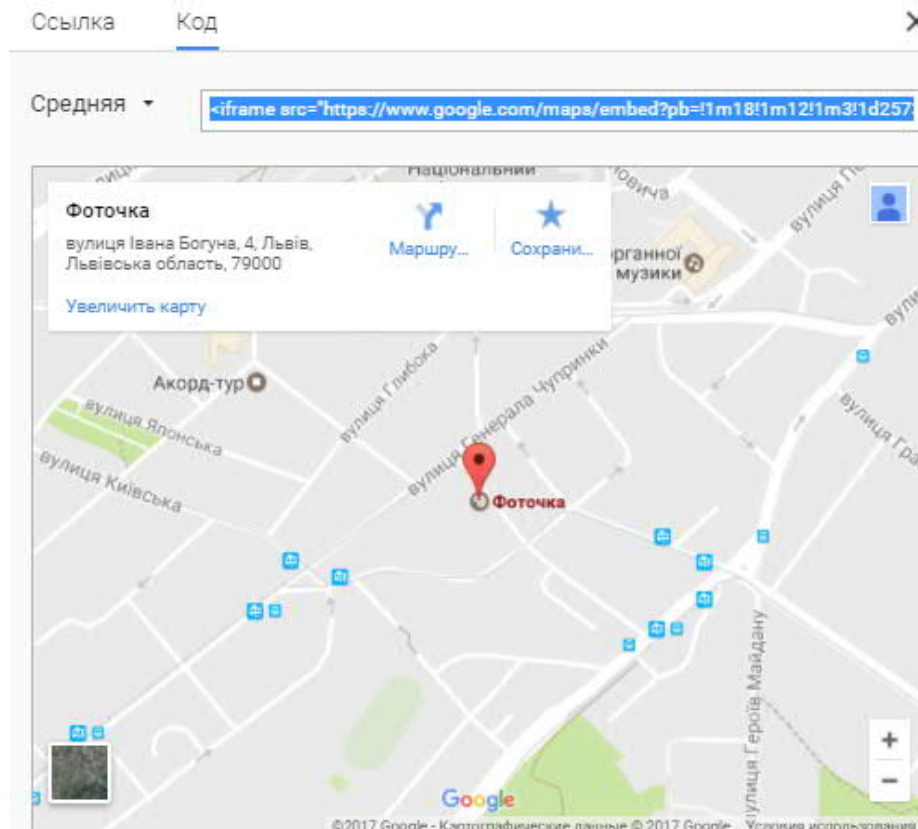 Ссылка Код
Средняя
<iframe src="https://www.google.com/maps/embed?pb=!1m18!1m12!1m3!1d257
Національний
Фоточка
вулиця Івана Богуна, 4, Львів,
Львівська область, 79000
Маршру...
Сохрани...
Увеличить карту
органної
музики
Акорд-тур
вулиця Глибока
вулиця Генерала Чупринки
вулиця Японська
вулиця Київська
Фоточка
вулиця Героїв Майдану
Google
©2017 Google - Картографические данные © 2017 Google
Условия использования